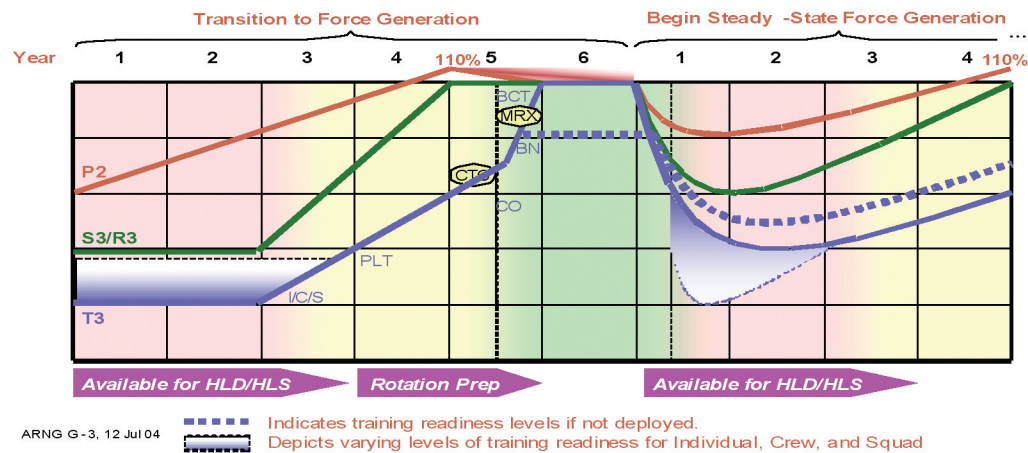 Transition to Force Generation
Begin Steady -State Force Generation
...
Year 1 2 3 4 110% 5 6 1 2 3 4 110%
BCT
MRX
BN
P2
CTC
CO
S3/R3
PLT
I/C/S
T3
Available for HLD/HLS
Rotation Prep
Available for HLD/HLS
ARNG G-3, 12 Jul 04
Indicates training readiness levels if not deployed.
Depicts varying levels of training readiness for Individual, Crew, and Squad